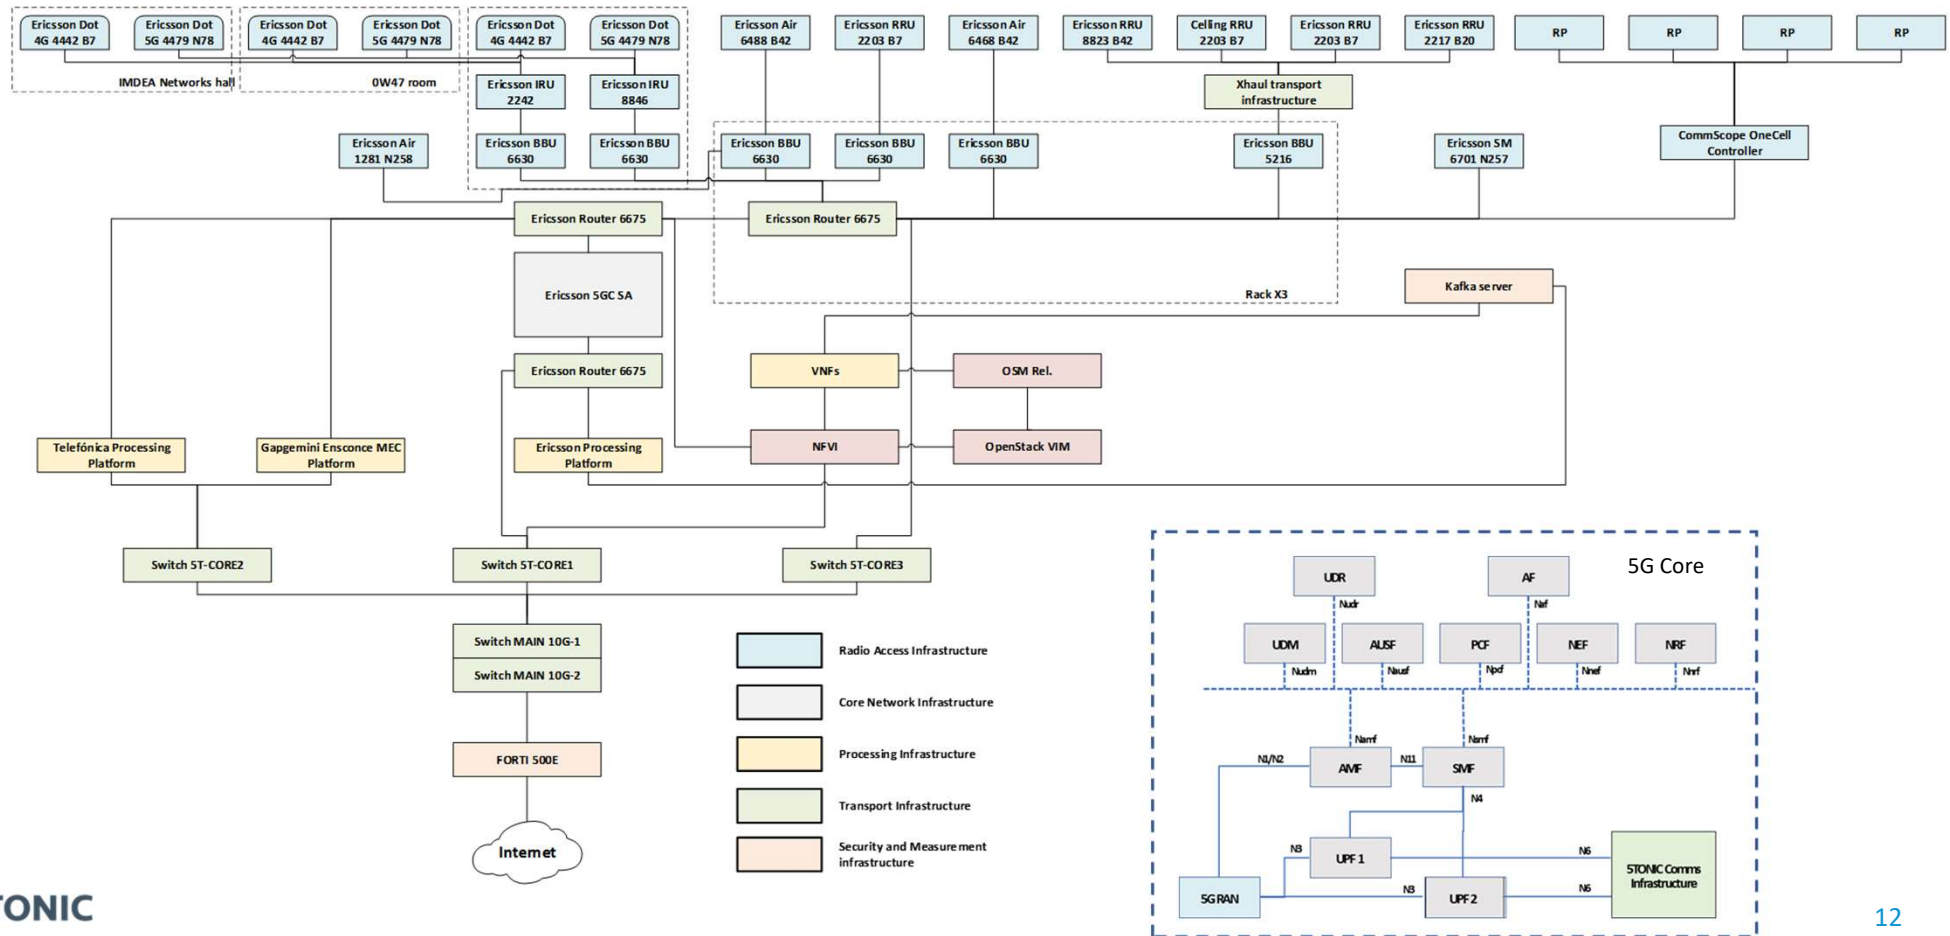 Ericsson Dot
4G 4442 B7
Ericsson Dot
5G 4479 N78
Ericsson Dot
4G 4442 B7
Ericsson Dot
5G 4479 N78
Ericsson Dot
4G 4442 B7
Ericsson Dot
5G 4479 N78
Ericsson Air
6488 B42
Ericsson RRU
2203 B7
Ericsson Air
6468 B42
Ericsson RRU
8823 B42
Celling RRU
2203 B7
Ericsson RRU
2203 B7
Ericsson RRU
2217 B20
RP
RP
RP
RP
IMDEA Networks hall
0W47 room
Ericsson IRU
2242
Ericsson IRU
8846
Xhaul transport
infrastructure
Ericsson Air
1281 N258
Ericsson BBU
6630
Ericsson BBU
6630
Ericsson BBU
6630
Ericsson BBU
6630
Ericsson BBU
6630
Ericsson BBU
5216
Ericsson SM
6701 N257
CommScope OneCell
Controller
Ericsson Router 6675
Ericsson Router 6675
Ericsson 5GC SA
Rack X3
Kafka server
Ericsson Router 6675
VNFs
OSM Rel.
Telefónica Processing
Platform
Gapgemini Ensconce MEC
Platform
Ericsson Processing
Platform
NFVI
OpenStack VIM
Switch 5T-CORE2
Switch 5T-CORE1
Switch 5T-CORE3
Switch MAIN 10G-1
Switch MAIN 10G-2
FORTI 500E
Internet
Radio Access Infrastructure
Core Network Infrastructure
Processing Infrastructure
Transport Infrastructure
Security and Measurement
infrastructure
5G Core
UDR
AF
Nudr
Naf
UDM
AUSF
PCF
NEF
NRF
Nudm
Nausf
Npcf
Nnef
Nnrf
Namf
Nsmf
N1/N2
AMF
N11
SMF
N4
N3
UPF 1
N6
5TONIC Comms
Infrastructure
5G RAN
N3
UPF 2
N6
TONIC
12